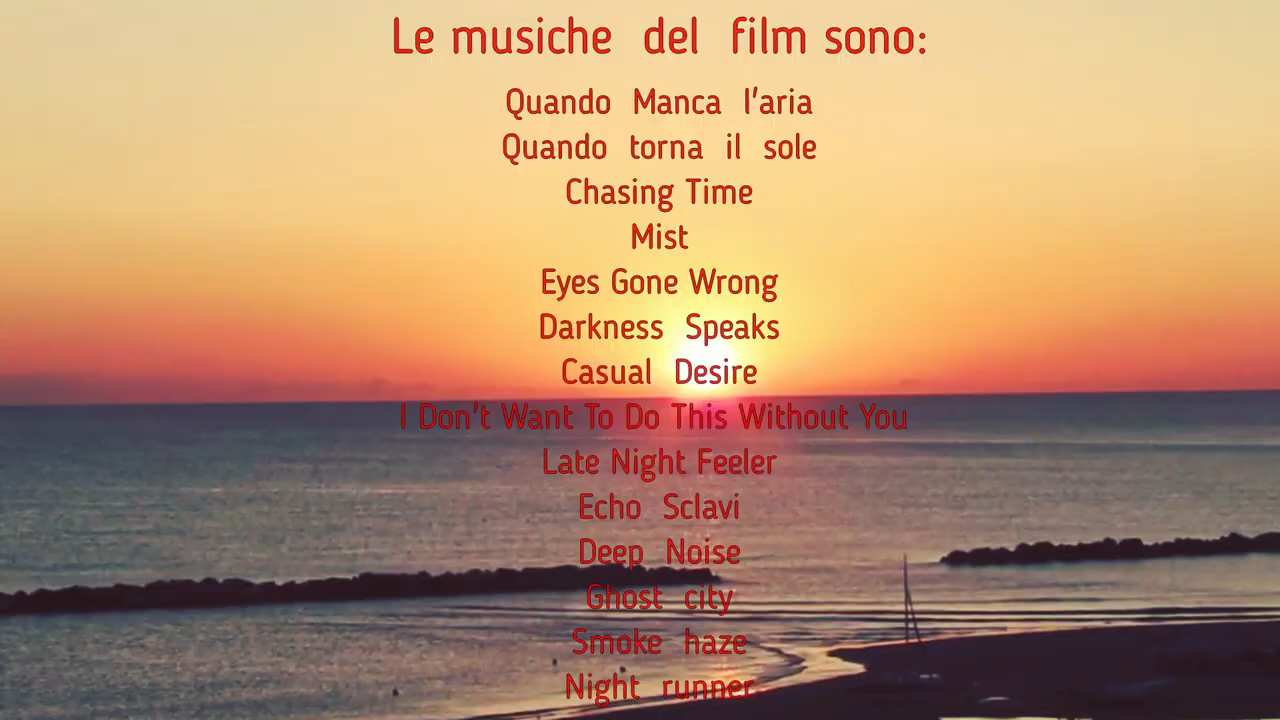 Le musiche del film sono:
Quando Manca l'aria
Quando torna il sole
Chasing Time
Mist
Eyes Gone Wrong
Darkness Speaks
Casual Desire
I Don't Want To Do This Without You
Late Night Feeler
Echo Sclavi
Deep Noise
Ghost city
Smoke haze
Night runner